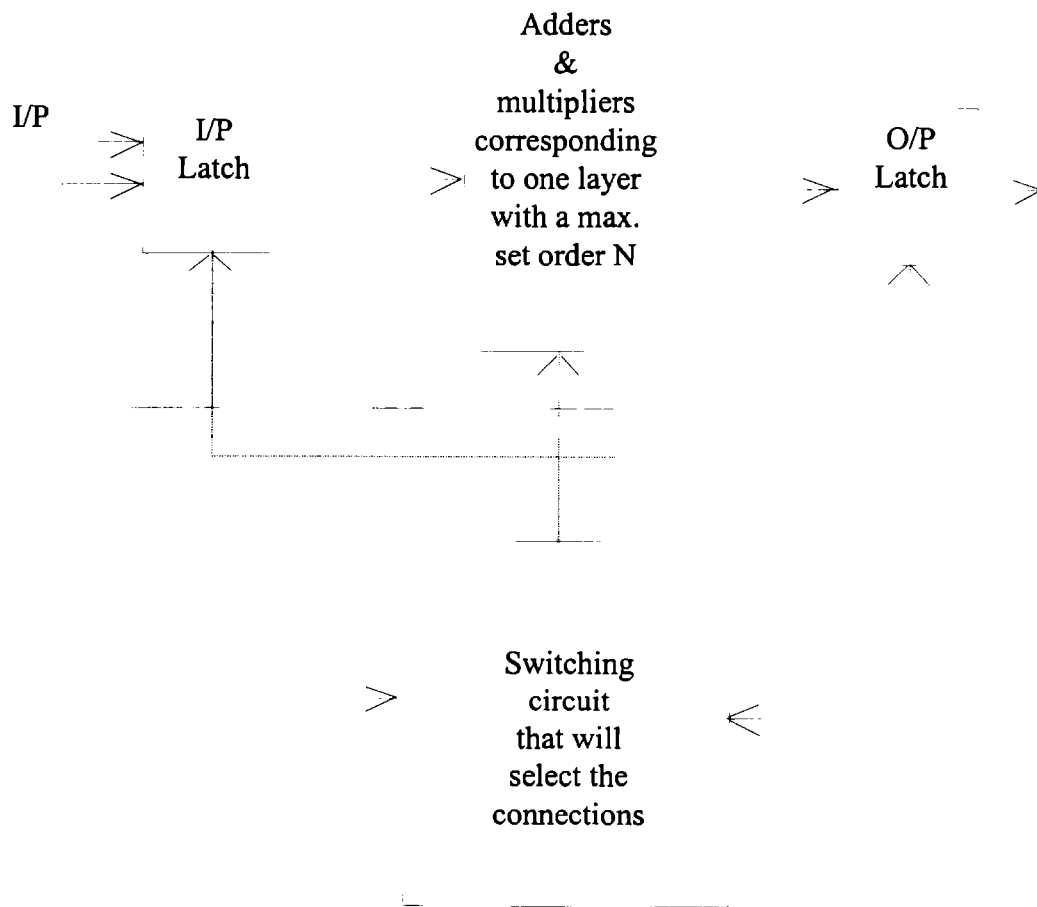 I/P
I/P
Latch
Adders
&
multipliers
corresponding
to one layer
with a max.
set order N
O/P
Latch
Switching
circuit
that will
select the
connections